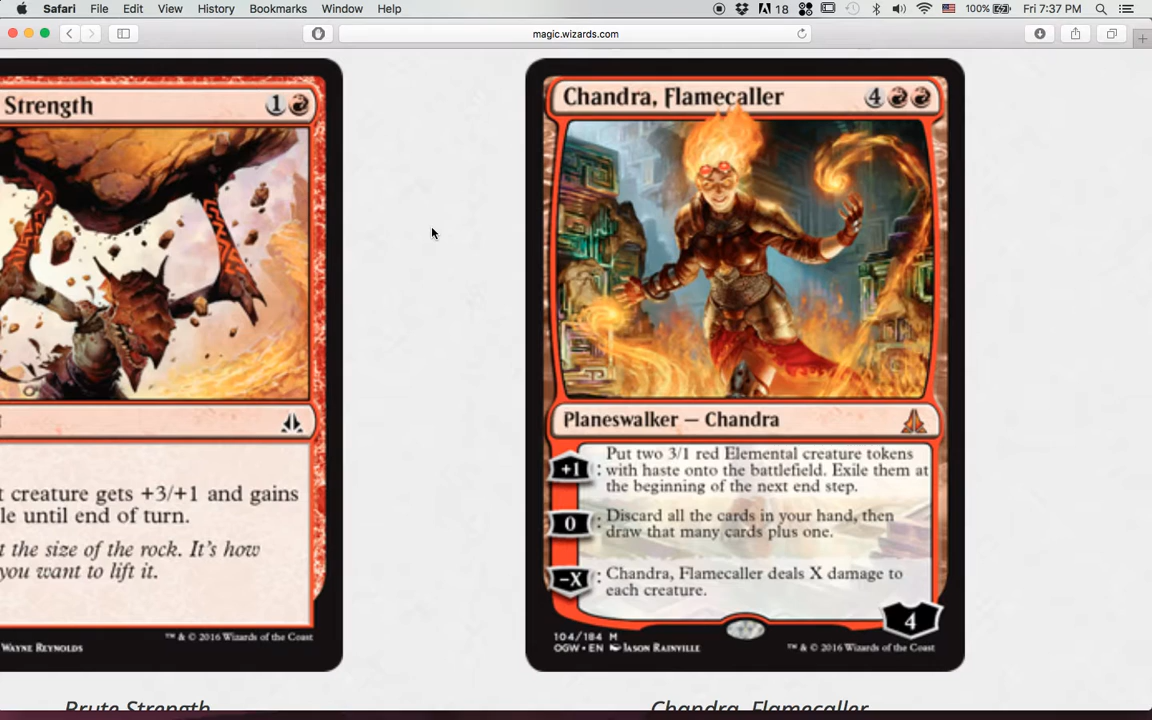 Safari File Edit View History Bookmarks Window Help 18 100% Fri 7:37 PM
magic.wizards.com
Strength 1
creature gets +3/+1 and gains
le until end of turn.
t the size of the rock. It's how
you want to lift it.
™ & © 2016 Wizards of the Coast
WAYNE REYNOLDS
Brute Strength
Chandra, Flamecaller 4
Planeswalker — Chandra
+1 : Put two 3/1 red Elemental creature tokens
with haste onto the battlefield. Exile them at
the beginning of the next end step.
0 : Discard all the cards in your hand, then
draw that many cards plus one.
−X : Chandra, Flamecaller deals X damage to
each creature.
4
104/184 M
OGW • EN JASON RAINVILLE ™ & © 2016 Wizards of the Coast
Chandra, Flamecaller